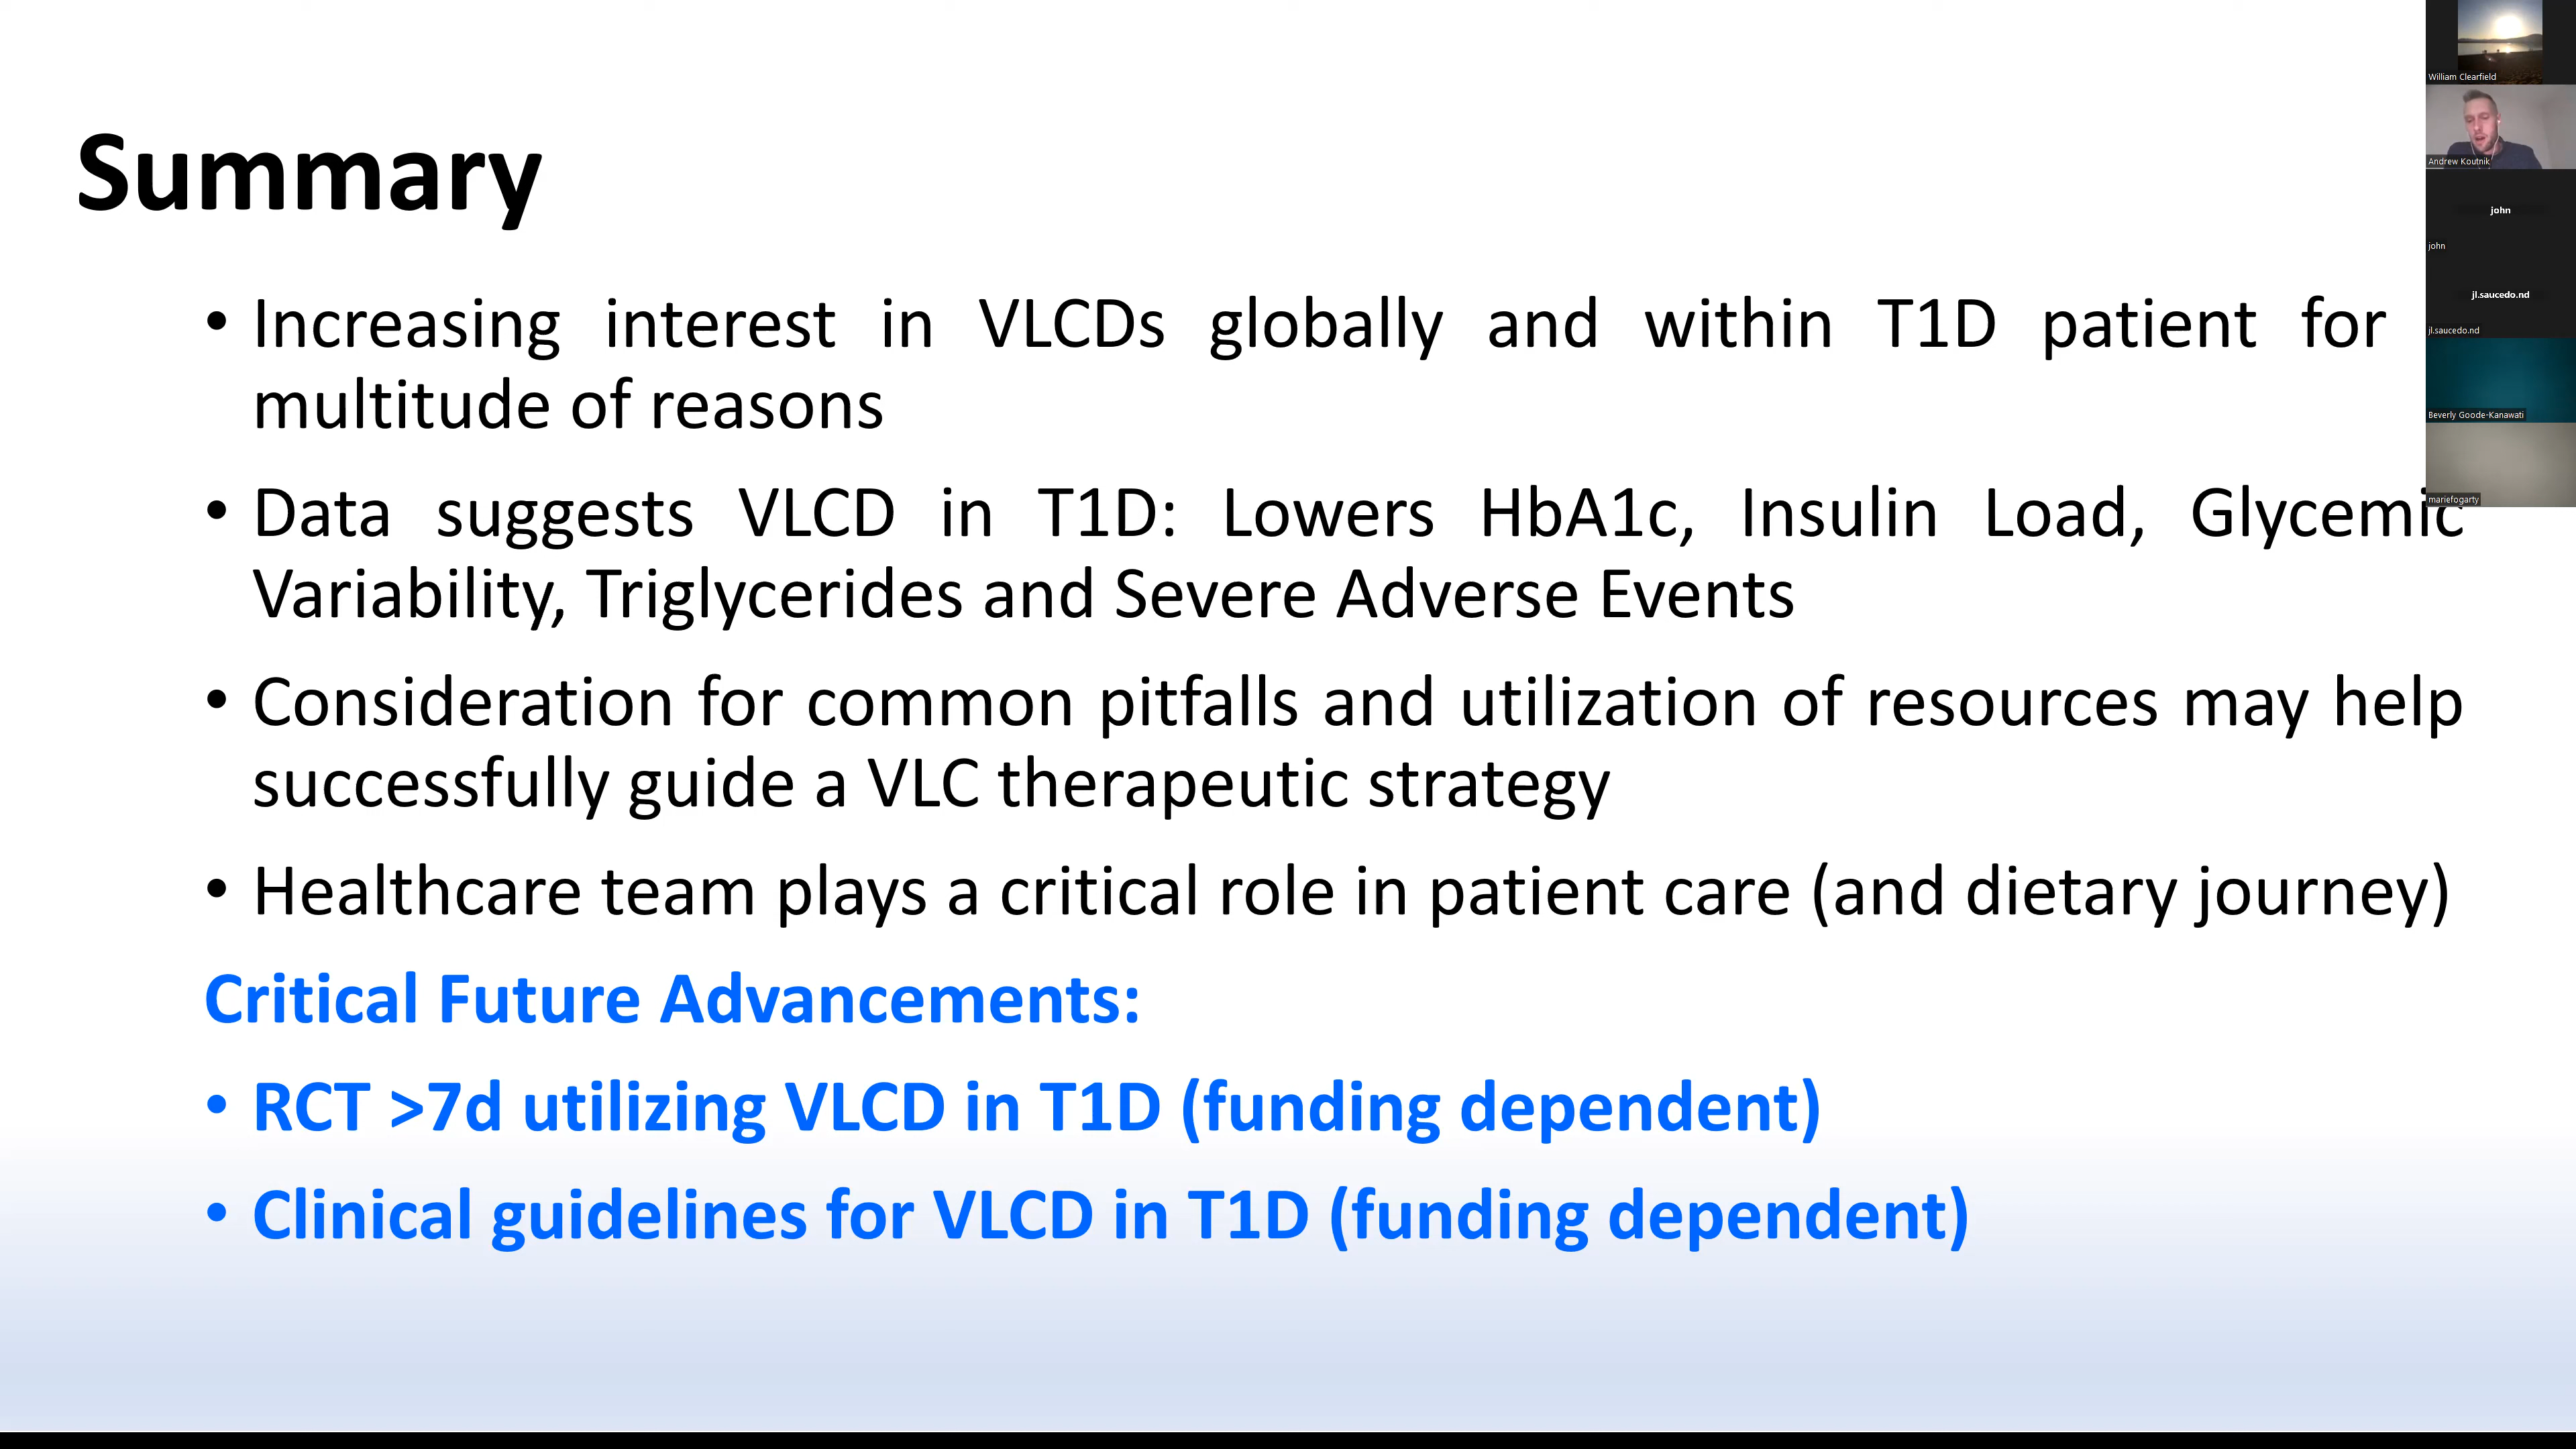 Summary
• Increasing interest in VLCDs globally and within T1D patient for
multitude of reasons
• Data suggests VLCD in T1D: Lowers HbA1c, Insulin Load, Glycemic
Variability, Triglycerides and Severe Adverse Events
• Consideration for common pitfalls and utilization of resources may help
successfully guide a VLC therapeutic strategy
• Healthcare team plays a critical role in patient care (and dietary journey)
Critical Future Advancements:
• RCT >7d utilizing VLCD in T1D (funding dependent)
• Clinical guidelines for VLCD in T1D (funding dependent)
William Clearfield
Andrew Koutnik
john
john
jl.saucedo.nd
jl.saucedo.nd
Beverly Goode-Kanawati
mariefogarty